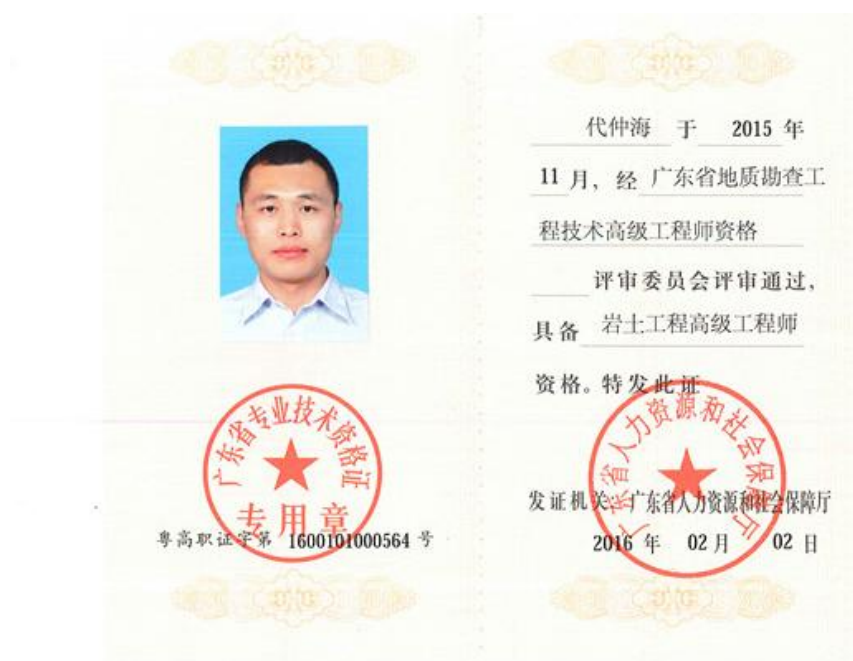 广东省专业技术资格证
专用章
粤高职证字第 1600101000564 号
代仲海 于 2015 年
11 月，经 广东省地质勘查工
程技术高级工程师资格
评审委员会评审通过，
具备 岩土工程高级工程师
资格。特发此证
广东省人力资源和社会保障厅
发证机关：广东省人力资源和社会保障厅
2016 年 02 月 02 日